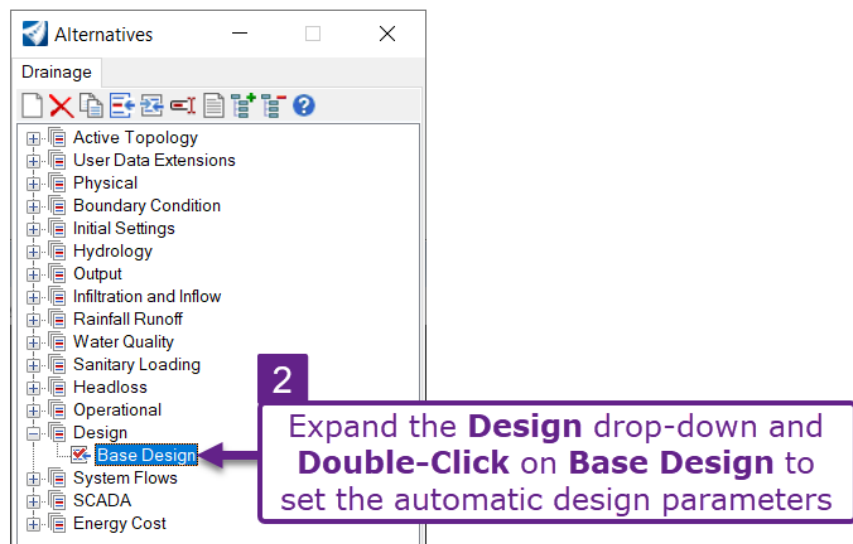 Alternatives
Drainage
Active Topology
User Data Extensions
Physical
Boundary Condition
Initial Settings
Hydrology
Output
Infiltration and Inflow
Rainfall Runoff
Water Quality
Sanitary Loading
Headloss
Operational
Design
Base Design
System Flows
SCADA
Energy Cost
2
Expand the Design drop-down and
Double-Click on Base Design to
set the automatic design parameters